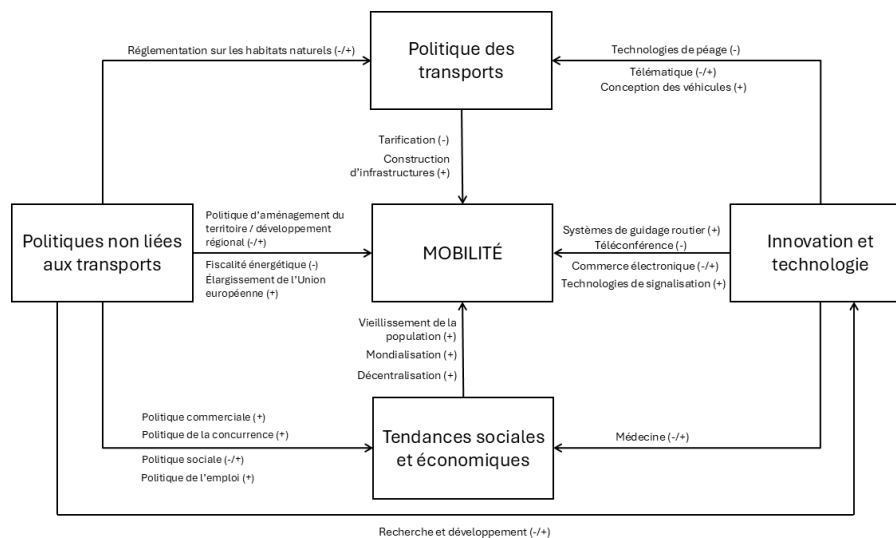 Réglementation sur les habitats naturels (-/+)
Politique des
transports
Technologies de péage (-)
Télématique (-/+)
Conception des véhicules (+)
Tarification (-)
Construction
d'infrastructures (+)
Politiques non liées
aux transports
Politique d'aménagement du
territoire / développement
régional (-/+)
Fiscalité énergétique (-)
Élargissement de l'Union
européenne (+)
MOBILITÉ
Systèmes de guidage routier (+)
Téléconférence (-)
Commerce électronique (-/+)
Technologies de signalisation (+)
Innovation et
technologie
Vieillissement de la
population (+)
Mondialisation (+)
Décentralisation (+)
Politique commerciale (+)
Politique de la concurrence (+)
Politique sociale (-/+)
Politique de l'emploi (+)
Tendances sociales
et économiques
Médecine (-/+)
Recherche et développement (-/+)